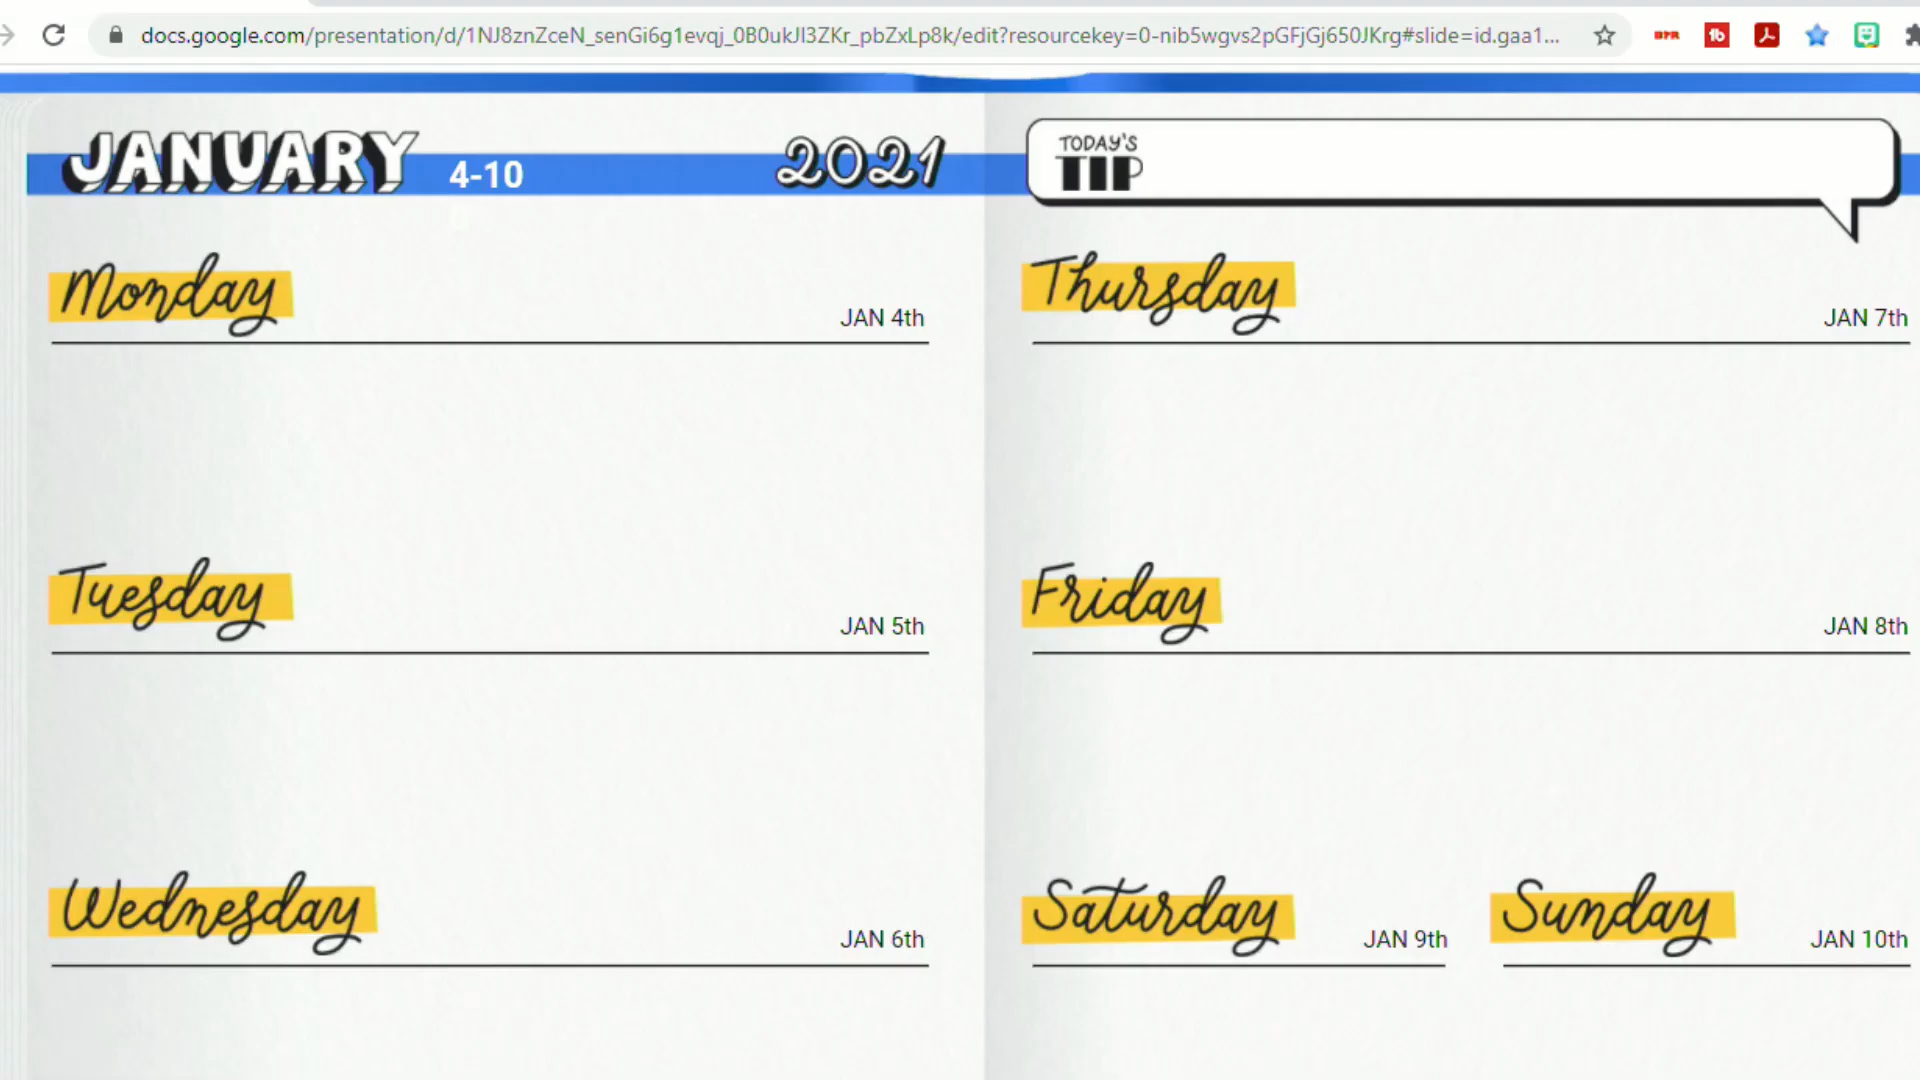 docs.google.com/presentation/d/1NJ8znZceN_senGi6g1evqj_0B0ukJI3ZKr_pbZxLp8k/edit?resourcekey=0-nib5wgvs2pGFjGj650JKrg#slide=id.gaa1...
JANUARY 4-10 2021
Monday
JAN 4th
Tuesday
JAN 5th
Wednesday
JAN 6th
TODAY'S
TIP
Thursday
JAN 7th
Friday
JAN 8th
Saturday
JAN 9th
Sunday
JAN 10th